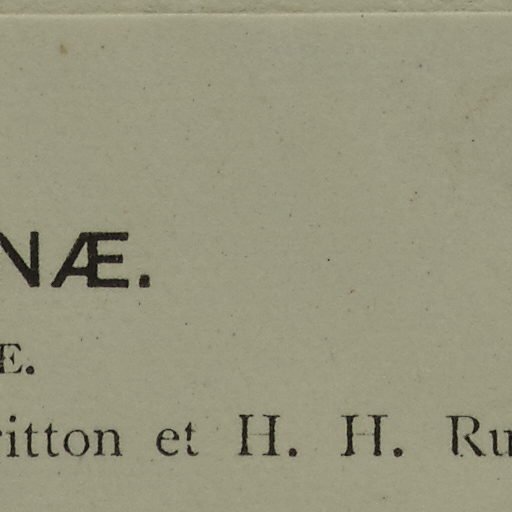 NÆ.
Æ.
ritton et H. H. Ru